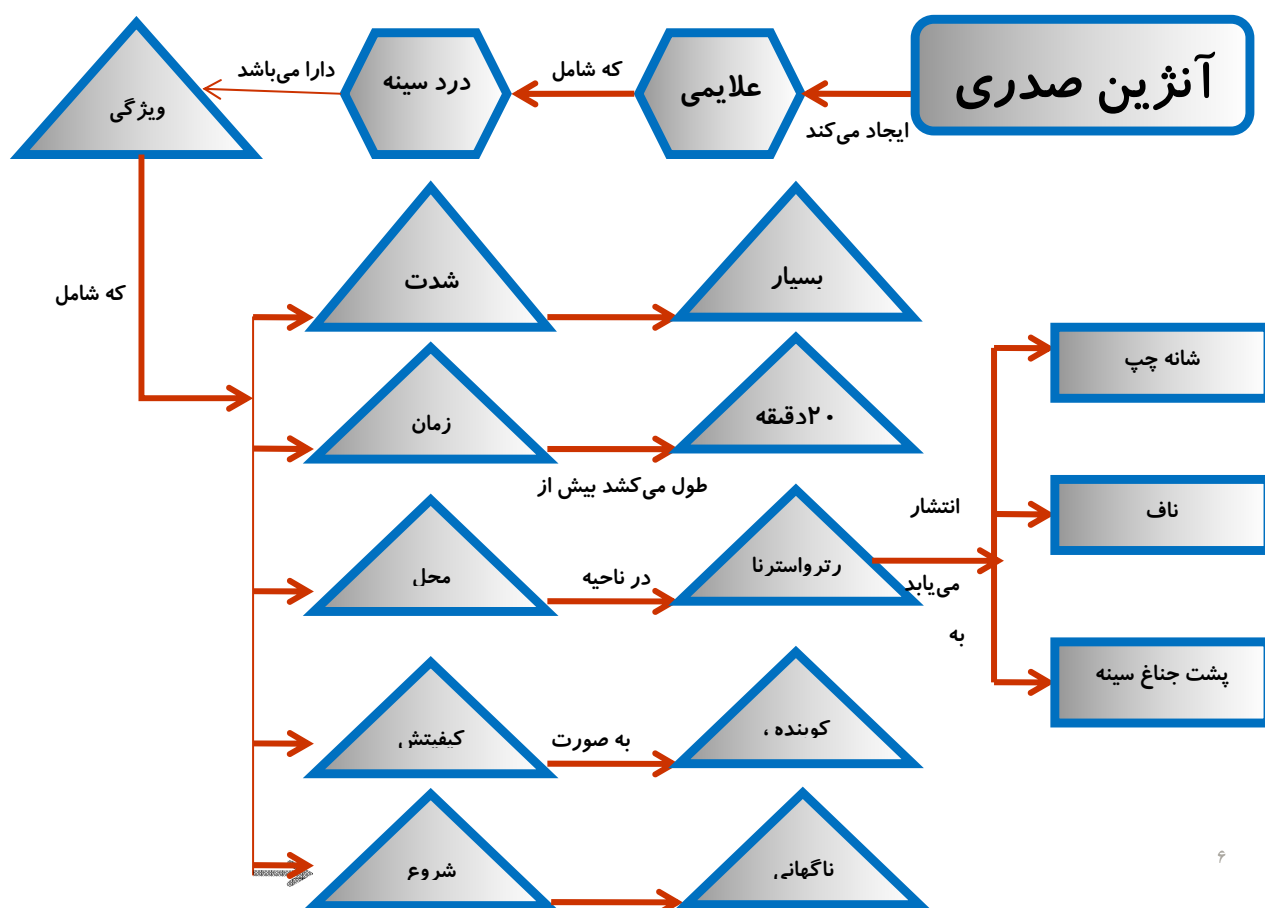 آنژین صدری
ایجاد می‌کند
علایمی
که شامل
درد سینه
دارا می‌باشد
ویژگی
که شامل
شدت
بسیار
زمان
طول می‌کشد بیش از
۲۰دقیقه
محل
در ناحیه
رترواسترنا
انتشار
می‌یابد
به
شانه چپ
ناف
پشت جناغ سینه
کیفیتش
به صورت
کوبنده ،
شروع
ناگهانی
۶